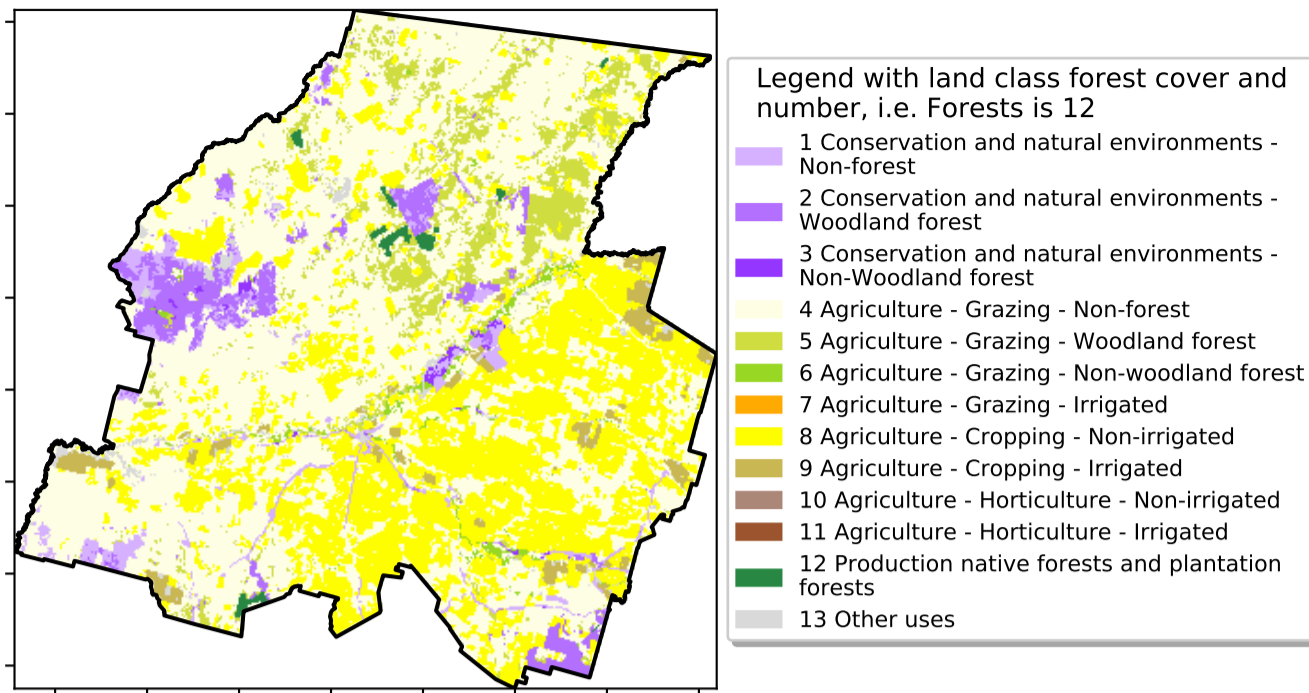 Legend with land class forest cover and
number, i.e. Forests is 12
1 Conservation and natural environments -
Non-forest
2 Conservation and natural environments -
Woodland forest
3 Conservation and natural environments -
Non-Woodland forest
4 Agriculture - Grazing - Non-forest
5 Agriculture - Grazing - Woodland forest
6 Agriculture - Grazing - Non-woodland forest
7 Agriculture - Grazing - Irrigated
8 Agriculture - Cropping - Non-irrigated
9 Agriculture - Cropping - Irrigated
10 Agriculture - Horticulture - Non-irrigated
11 Agriculture - Horticulture - Irrigated
12 Production native forests and plantation
forests
13 Other uses